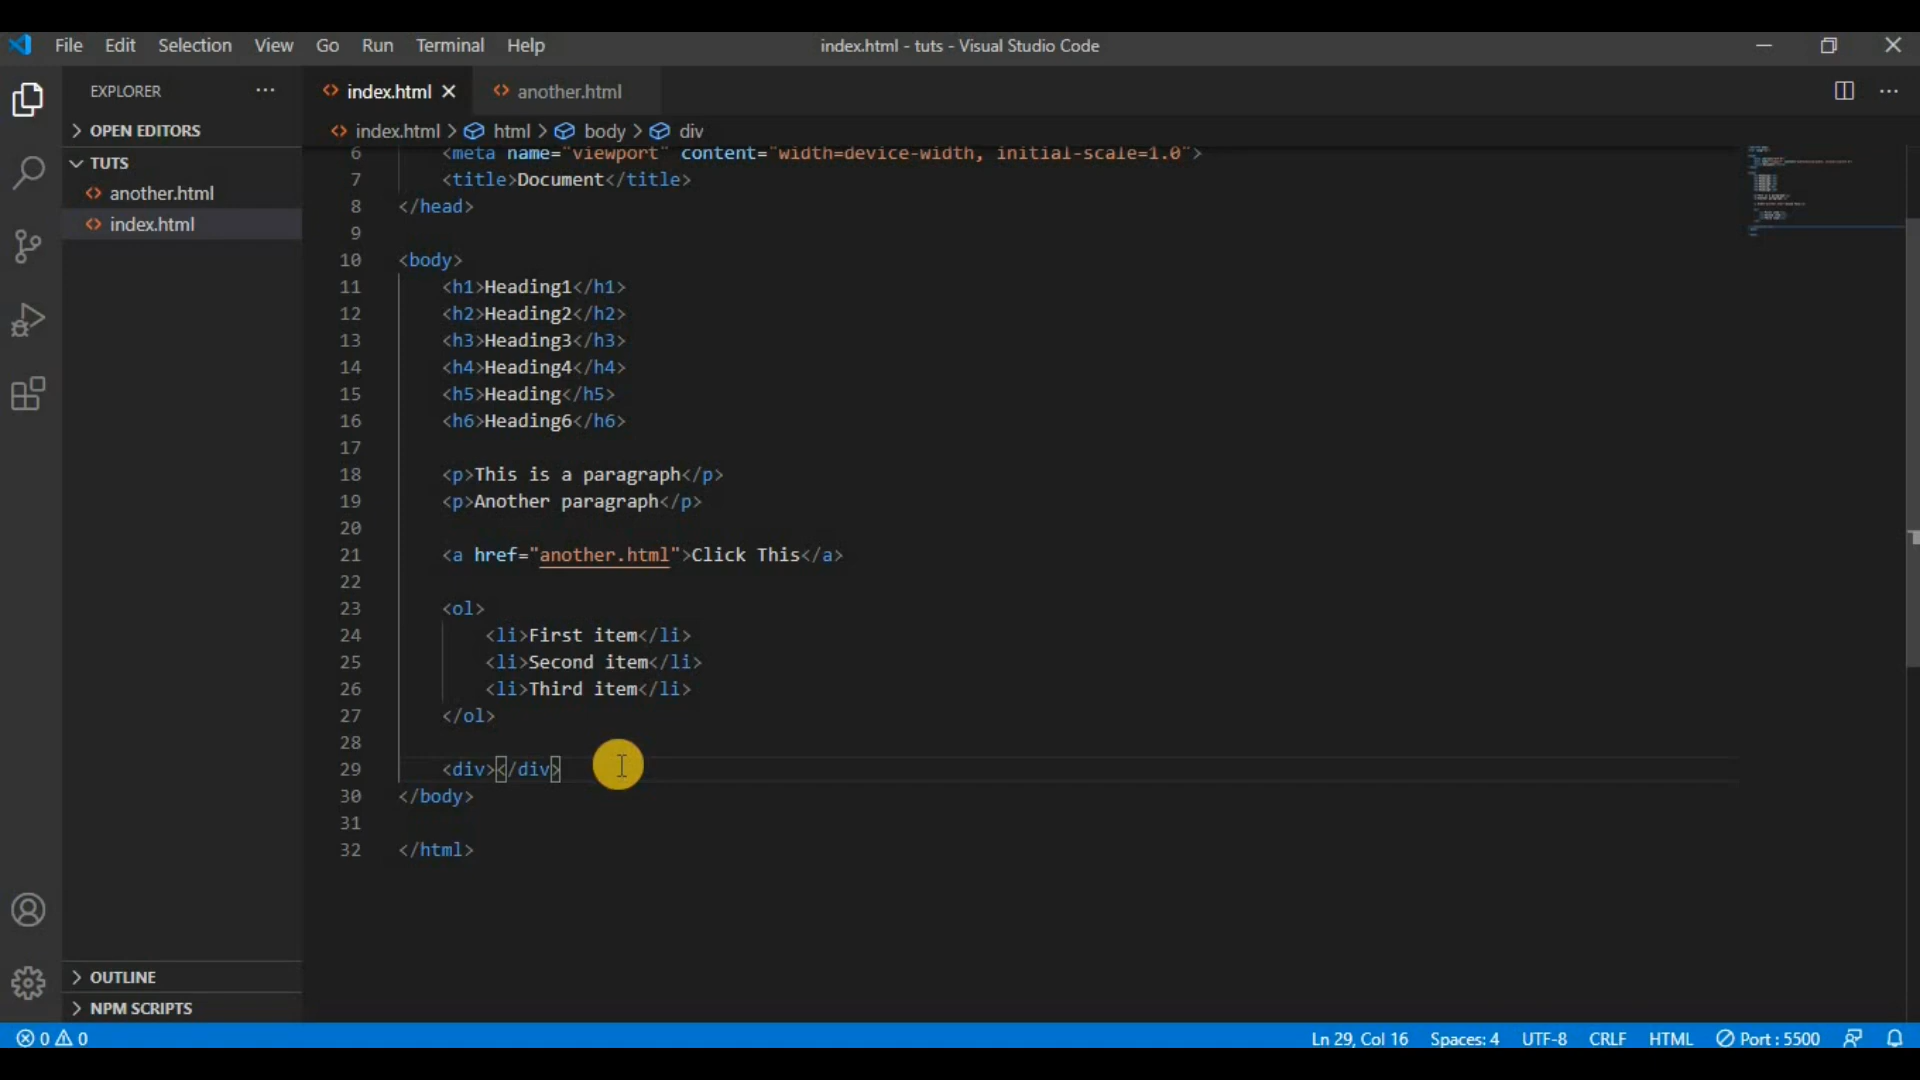 File Edit Selection View Go Run Terminal Help index.html - tuts - Visual Studio Code
EXPLORER ··· index.html another.html ···
OPEN EDITORS
TUTS
another.html
index.html
index.html > html > body > div
6 <meta name="viewport" content="width=device-width, initial-scale=1.0">
7 <title>Document</title>
8 </head>
9
10 <body>
11 <h1>Heading1</h1>
12 <h2>Heading2</h2>
13 <h3>Heading3</h3>
14 <h4>Heading4</h4>
15 <h5>Heading</h5>
16 <h6>Heading6</h6>
17
18 <p>This is a paragraph</p>
19 <p>Another paragraph</p>
20
21 <a href="another.html">Click This</a>
22
23 <ol>
24 <li>First item</li>
25 <li>Second item</li>
26 <li>Third item</li>
27 </ol>
28
29 <div></div>
30 </body>
31
32 </html>
OUTLINE
NPM SCRIPTS
0 0 Ln 29, Col 16 Spaces: 4 UTF-8 CRLF HTML Port : 5500